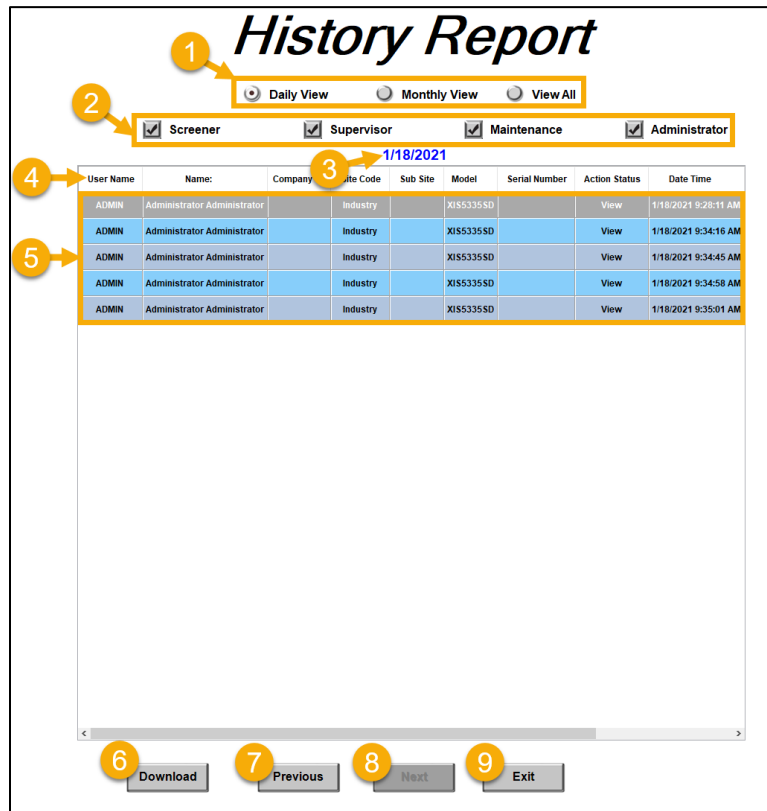 History Report
1
Daily View Monthly View View All
2
Screener Supervisor Maintenance Administrator
3 1/18/2021
4 User Name Name: Company Site Code Sub Site Model Serial Number Action Status Date Time
ADMIN Administrator Administrator Industry XIS5335SD View 1/18/2021 9:28:11 AM
ADMIN Administrator Administrator Industry XIS5335SD View 1/18/2021 9:34:16 AM
5 ADMIN Administrator Administrator Industry XIS5335SD View 1/18/2021 9:34:45 AM
ADMIN Administrator Administrator Industry XIS5335SD View 1/18/2021 9:34:58 AM
ADMIN Administrator Administrator Industry XIS5335SD View 1/18/2021 9:35:01 AM
6 7 8 9
Download Previous Next Exit